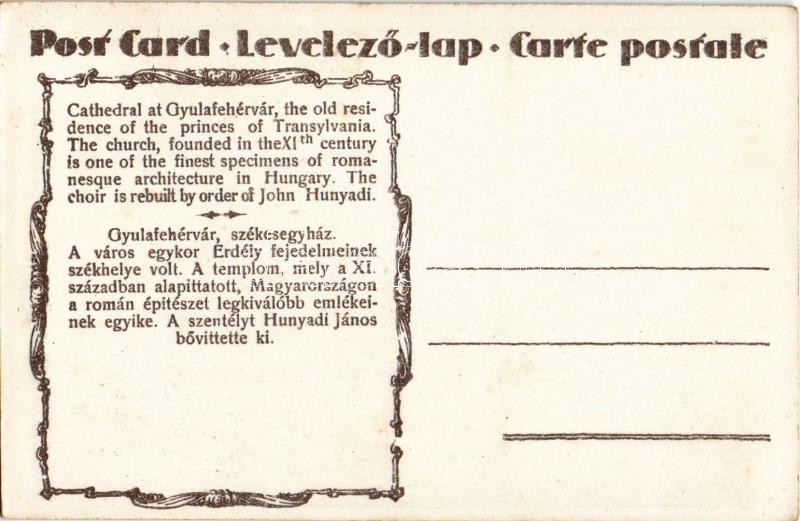 Post Card · Levelező-lap · Carte postale
Cathedral at Gyulafehérvár, the old resi-
dence of the princes of Transylvania.
The church, founded in the XIth century
is one of the finest specimens of roma-
nesque architecture in Hungary. The
choir is rebuilt by order of John Hunyadi.
Gyulafehérvár, székesegyház.
A város egykor Erdély fejedelmeinek
székhelye volt. A templom, mely a XI.
században alapittatott, Magyarországon
a román épitészet legkiválóbb emlékei-
nek egyike. A szentélyt Hunyadi János
bővittette ki.